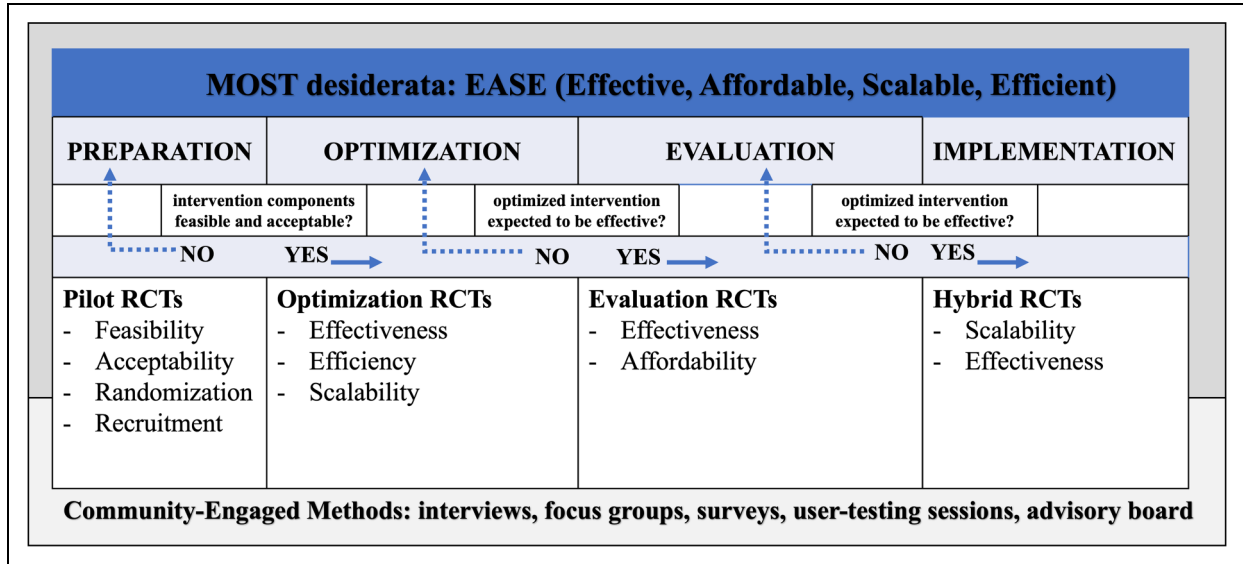 MOST desiderata: EASE (Effective, Affordable, Scalable, Efficient)
PREPARATION
OPTIMIZATION
EVALUATION
IMPLEMENTATION
intervention components
feasible and acceptable?
optimized intervention
expected to be effective?
optimized intervention
expected to be effective?
NO
YES
NO
YES
NO
YES
Pilot RCTs
- Feasibility
- Acceptability
- Randomization
- Recruitment
Optimization RCTs
- Effectiveness
- Efficiency
- Scalability
Evaluation RCTs
- Effectiveness
- Affordability
Hybrid RCTs
- Scalability
- Effectiveness
Community-Engaged Methods: interviews, focus groups, surveys, user-testing sessions, advisory board